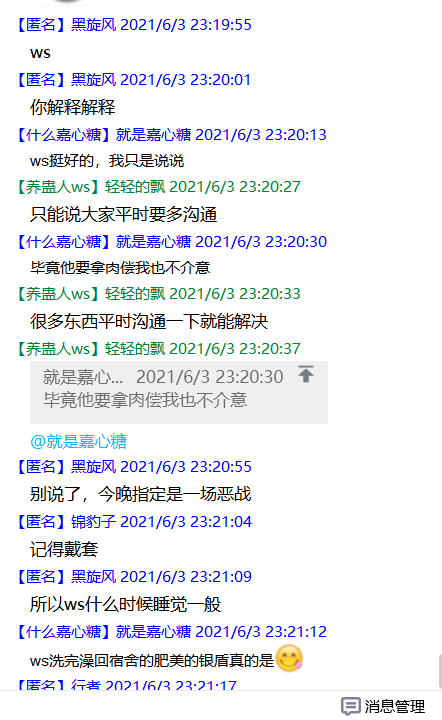 【匿名】黑旋风 2021/6/3 23:19:55
ws
【匿名】黑旋风 2021/6/3 23:20:01
你解释解释
【什么嘉心糖】就是嘉心糖 2021/6/3 23:20:13
ws挺好的，我只是说说
【养蛊人ws】轻轻的飘 2021/6/3 23:20:27
只能说大家平时要多沟通
【什么嘉心糖】就是嘉心糖 2021/6/3 23:20:30
毕竟他要拿肉偿我也不介意
【养蛊人ws】轻轻的飘 2021/6/3 23:20:33
很多东西平时沟通一下就能解决
【养蛊人ws】轻轻的飘 2021/6/3 23:20:37
就是嘉心... 2021/6/3 23:20:30
毕竟他要拿肉偿我也不介意
@就是嘉心糖
【匿名】黑旋风 2021/6/3 23:20:55
别说了，今晚指定是一场恶战
【匿名】锦豹子 2021/6/3 23:21:04
记得戴套
【匿名】黑旋风 2021/6/3 23:21:09
所以ws什么时候睡觉一般
【什么嘉心糖】就是嘉心糖 2021/6/3 23:21:12
ws洗完澡回宿舍的肥美的银盾真的是
【匿名】行者 2021/6/3 23:21:17
消息管理